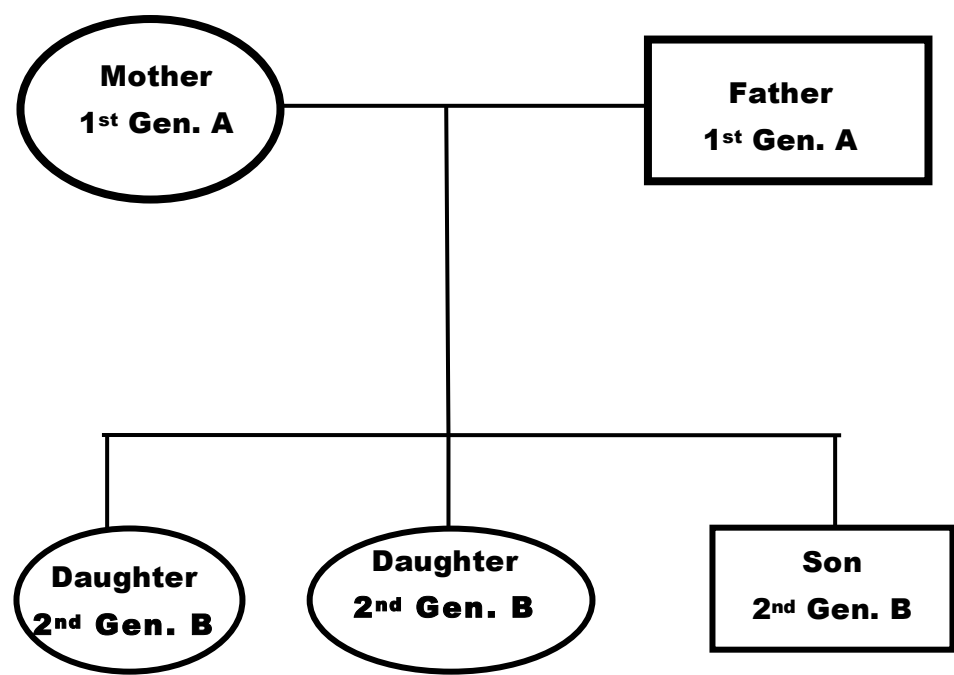 Mother
1st Gen. A
Father
1st Gen. A
Daughter
2nd Gen. B
Daughter
2nd Gen. B
Son
2nd Gen. B